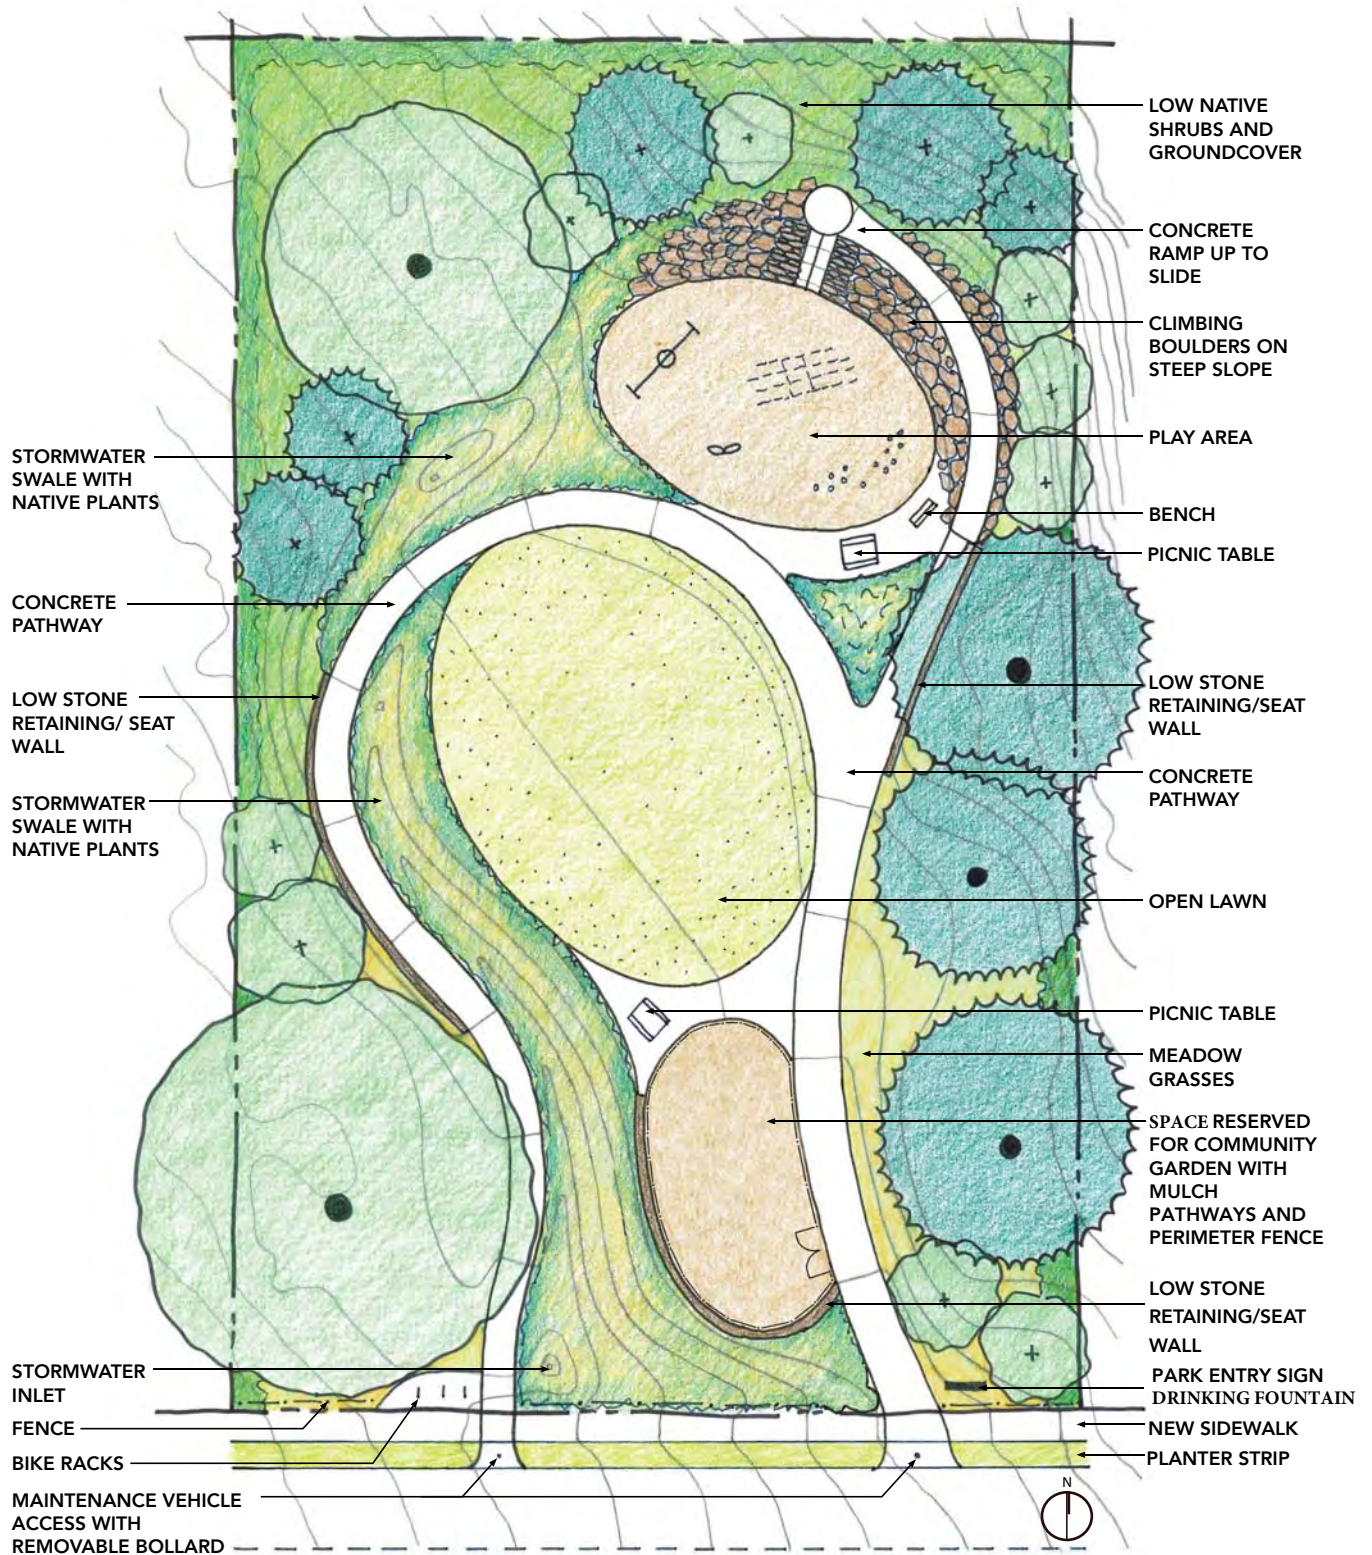 LOW NATIVE
SHRUBS AND
GROUNDCOVER
CONCRETE
RAMP UP TO
SLIDE
CLIMBING
BOULDERS ON
STEEP SLOPE
PLAY AREA
BENCH
PICNIC TABLE
LOW STONE
RETAINING/SEAT
WALL
CONCRETE
PATHWAY
OPEN LAWN
PICNIC TABLE
MEADOW
GRASSES
SPACE RESERVED
FOR COMMUNITY
GARDEN WITH
MULCH
PATHWAYS AND
PERIMETER FENCE
LOW STONE
RETAINING/SEAT
WALL
PARK ENTRY SIGN
DRINKING FOUNTAIN
NEW SIDEWALK
PLANTER STRIP
N
STORMWATER
SWALE WITH
NATIVE PLANTS
CONCRETE
PATHWAY
LOW STONE
RETAINING/ SEAT
WALL
STORMWATER
SWALE WITH
NATIVE PLANTS
STORMWATER
INLET
FENCE
BIKE RACKS
MAINTENANCE VEHICLE
ACCESS WITH
REMOVABLE BOLLARD